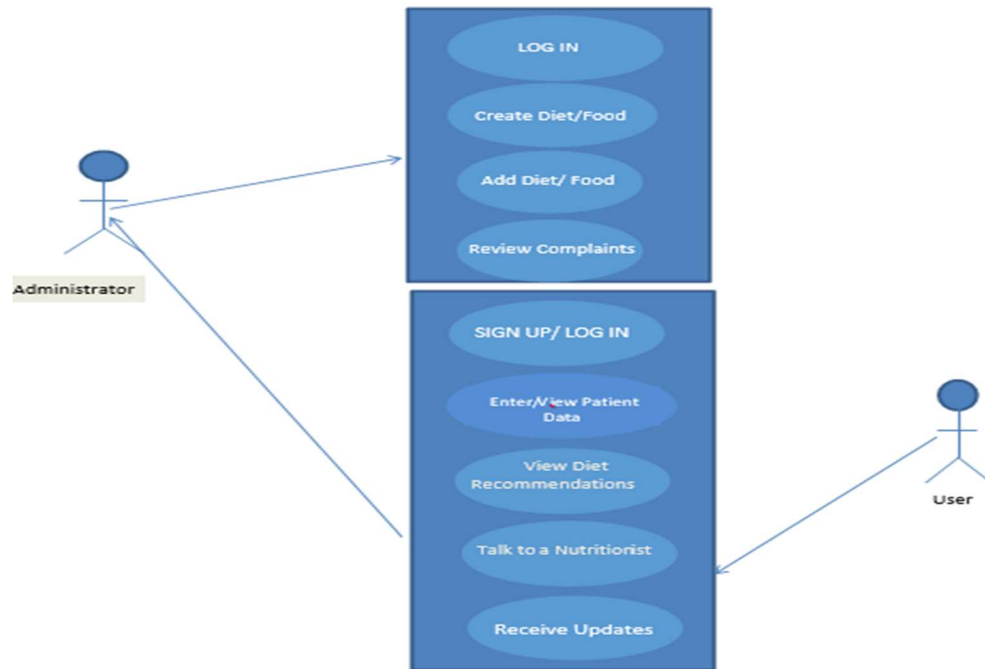 LOG IN
Create Diet/Food
Add Diet/ Food
Review Complaints
Administrator
SIGN UP/ LOG IN
Enter/View Patient
Data
View Diet
Recommendations
Talk to a Nutritionist
Receive Updates
User